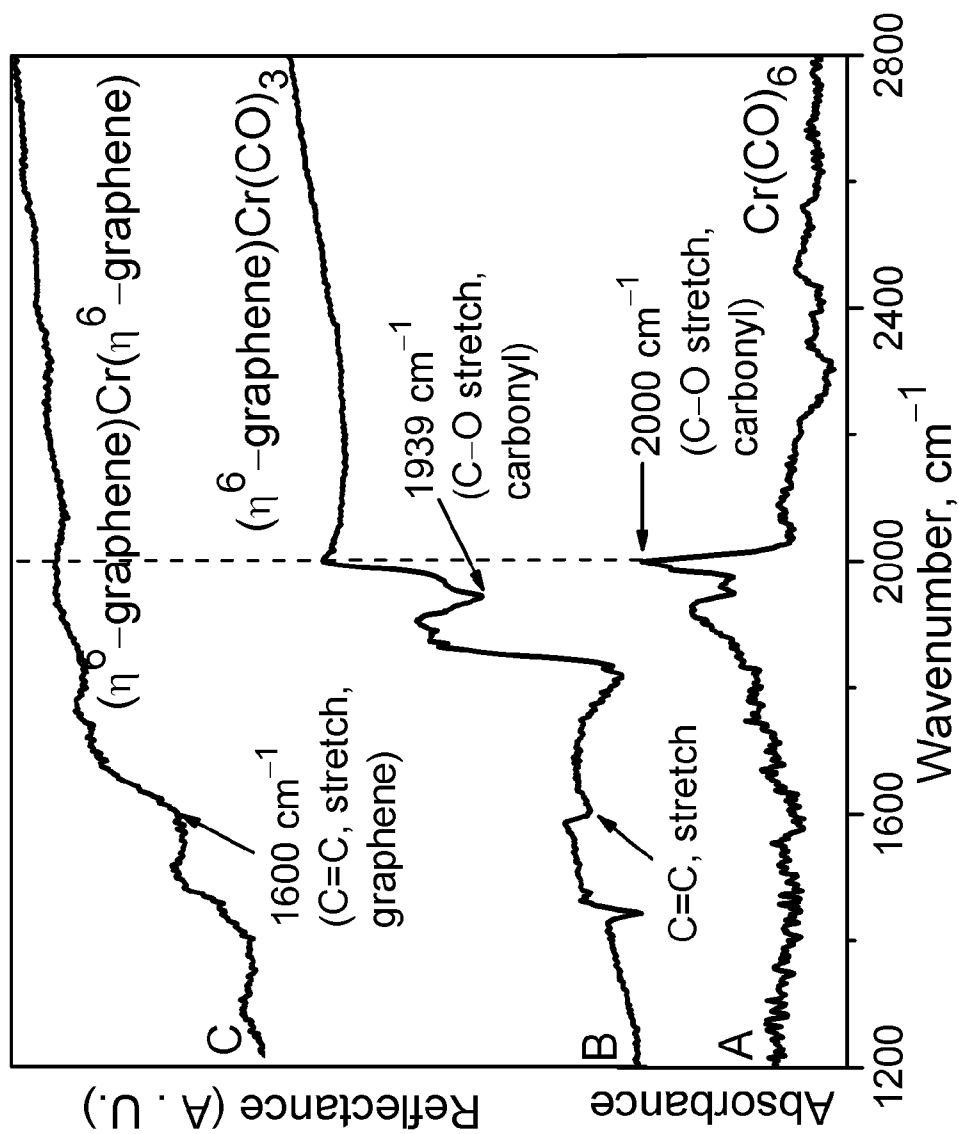 Reflectance (A . U.)
Absorbance
(η⁶–graphene)Cr(η⁶–graphene)
C
1600 cm⁻¹
(C=C, stretch,
graphene)
(η⁶–graphene)Cr(CO)₃
1939 cm⁻¹
(C–O stretch,
carbonyl)
B
C=C, stretch
2000 cm⁻¹
(C–O stretch,
carbonyl)
A
Cr(CO)₆
1200 1600 2000 2400 2800
Wavenumber, cm⁻¹